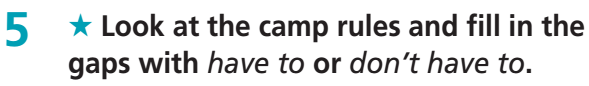 5 ★ Look at the camp rules and fill in the
gaps with have to or don't have to.